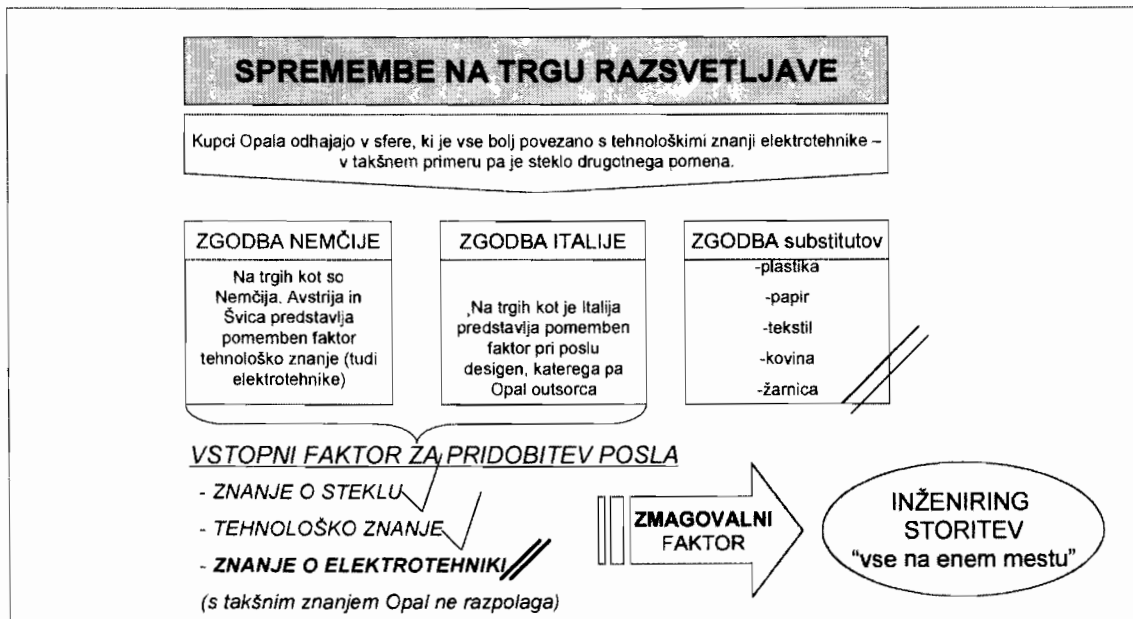 SPREMEMBE NA TRGU RAZSVETLJAVE
Kupci Opala odhajajo v sfere, ki je vse bolj povezano s tehnološkimi znanji elektrotehnike –
v takšnem primeru pa je steklo drugotnega pomena.
ZGODBA NEMČIJE
Na trgih kot so
Nemčija, Avstrija in
Švica predstavlja
pomemben faktor
tehnološko znanje (tudi
elektrotehnike)
ZGODBA ITALIJE
Na trgih kot je Italija
predstavlja pomemben
faktor pri poslu
desigen, katerega pa
Opal outsorca
ZGODBA substitutov
-plastika
-papir
-tekstil
-kovina
-žarnica
VSTOPNI FAKTOR ZA PRIDOBITEV POSLA
- ZNANJE O STEKLU
- TEHNOLOŠKO ZNANJE
- ZNANJE O ELEKTROTEHNIKI
(s takšnim znanjem Opal ne razpolaga)
ZMAGOVALNI
FAKTOR
INŽENIRING
STORITEV
"vse na enem mestu"